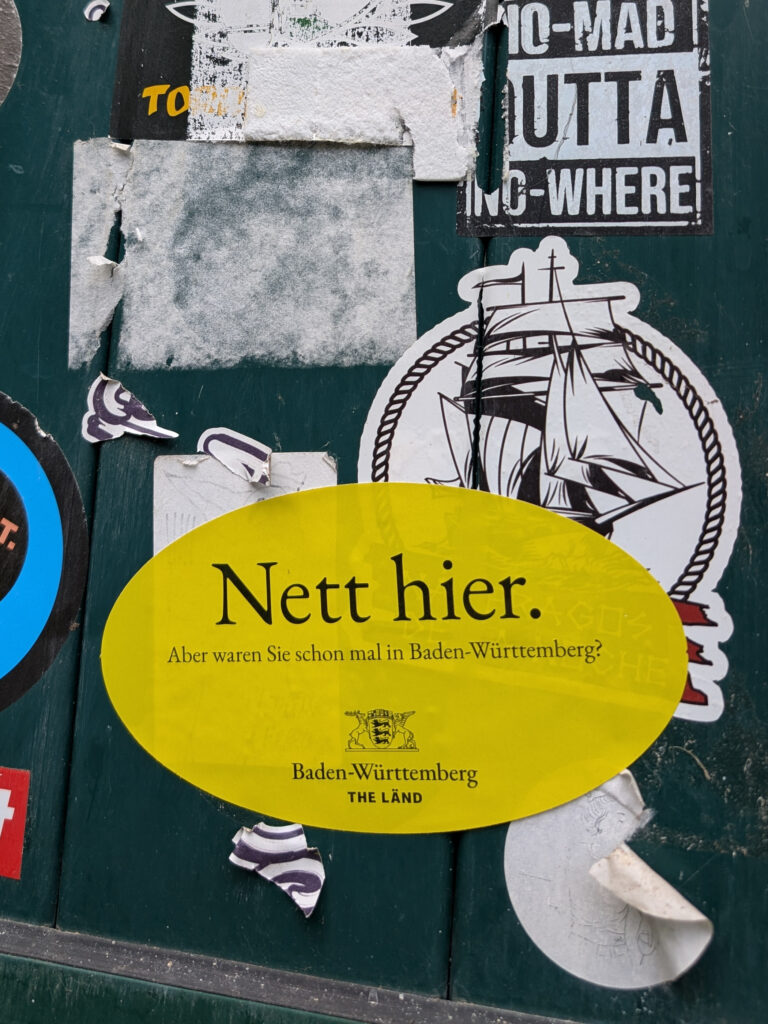 NO-MAD
OUTTA
NO-WHERE
T.
Nett hier.
Aber waren Sie schon mal in Baden-Württemberg?
Baden-Württemberg
THE LÄND